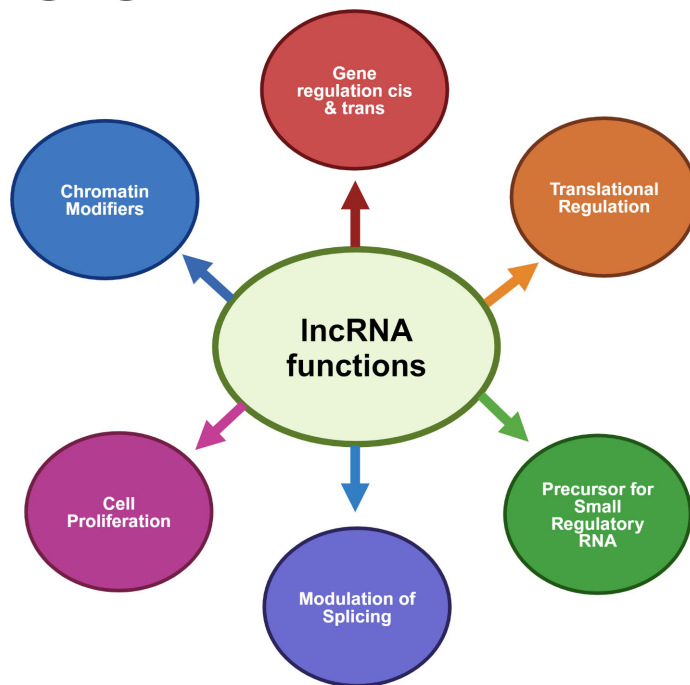 Gene
regulation cis
& trans
Chromatin
Modifiers
Translational
Regulation
lncRNA
functions
Cell
Proliferation
Precursor for
Small
Regulatory
RNA
Modulation of
Splicing